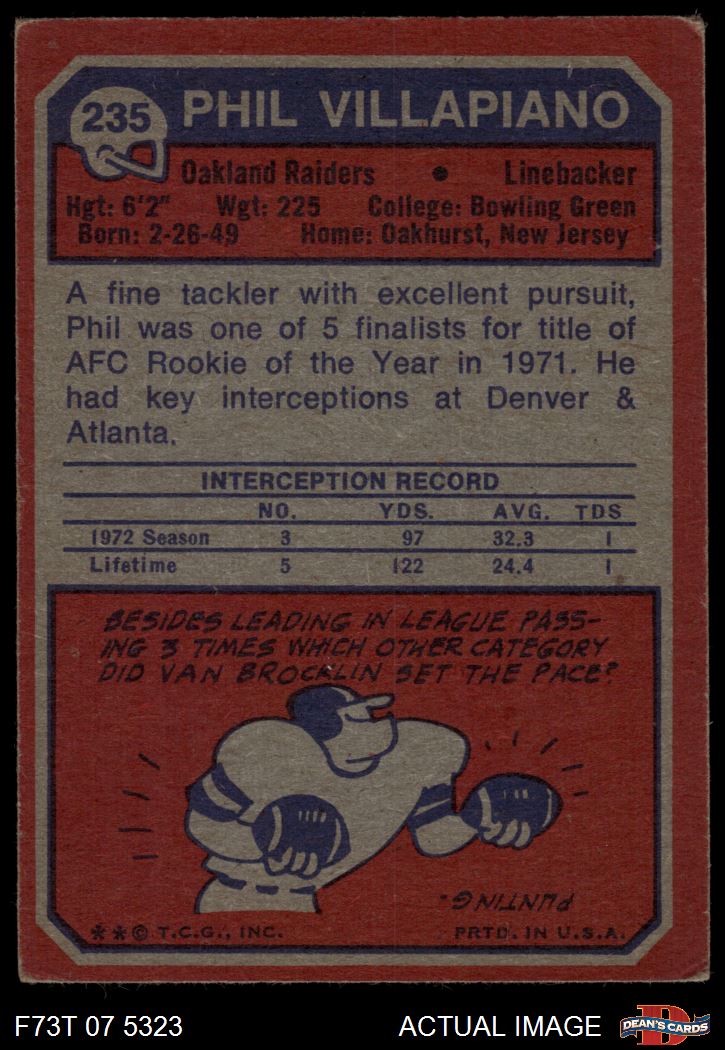 235 PHIL VILLAPIANO
Oakland Raiders • Linebacker
Hgt: 6'2" Wgt: 225 College: Bowling Green
Born: 2-26-49 Home: Oakhurst, New Jersey
A fine tackler with excellent pursuit,
Phil was one of 5 finalists for title of
AFC Rookie of the Year in 1971. He
had key interceptions at Denver &
Atlanta.
INTERCEPTION RECORD
NO. YDS. AVG. TDS
1972 Season 3 97 32.3 1
Lifetime 5 122 24.4 1
BESIDES LEADING IN LEAGUE PASS-
ING 3 TIMES WHICH OTHER CATEGORY
DID VAN BROCKLIN SET THE PACE?
PUNTING.
**© T.C.G., INC. PRTD. IN U.S.A.
F73T 07 5323 ACTUAL IMAGE DEAN'S CARDS